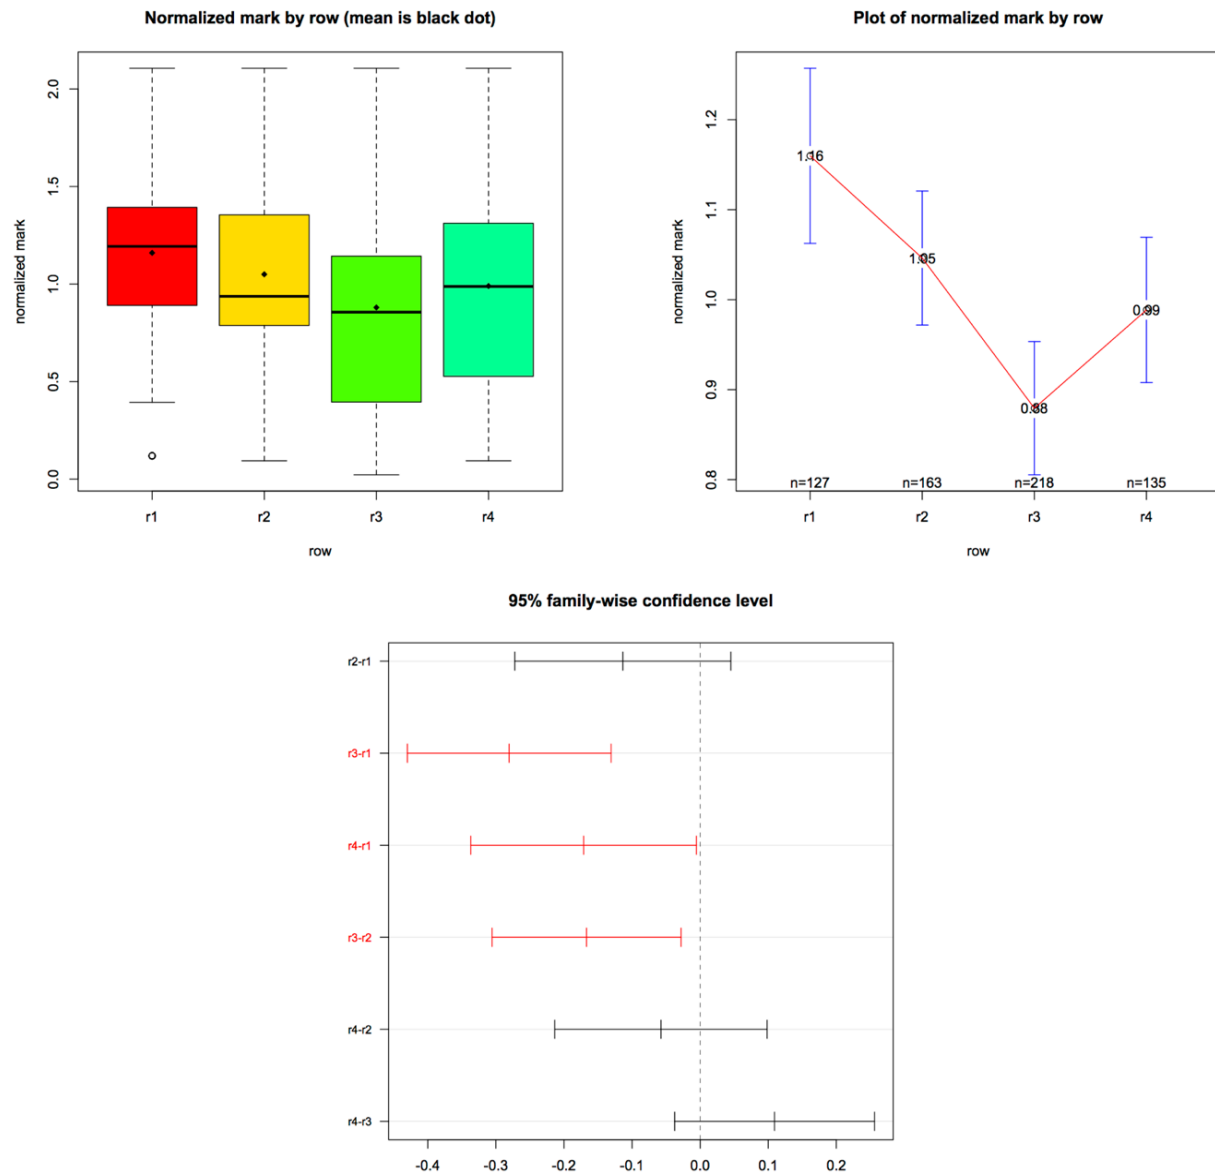 Normalized mark by row (mean is black dot)
normalized mark
2.0
1.5
1.0
0.5
0.0
r1 r2 r3 r4
row
Plot of normalized mark by row
normalized mark
1.2
1.1
1.0
0.9
0.8
1.16
1.05
0.88
0.99
n=127 n=163 n=218 n=135
r1 r2 r3 r4
row
95% family-wise confidence level
r2-r1
r3-r1
r4-r1
r3-r2
r4-r2
r4-r3
-0.4 -0.3 -0.2 -0.1 0.0 0.1 0.2